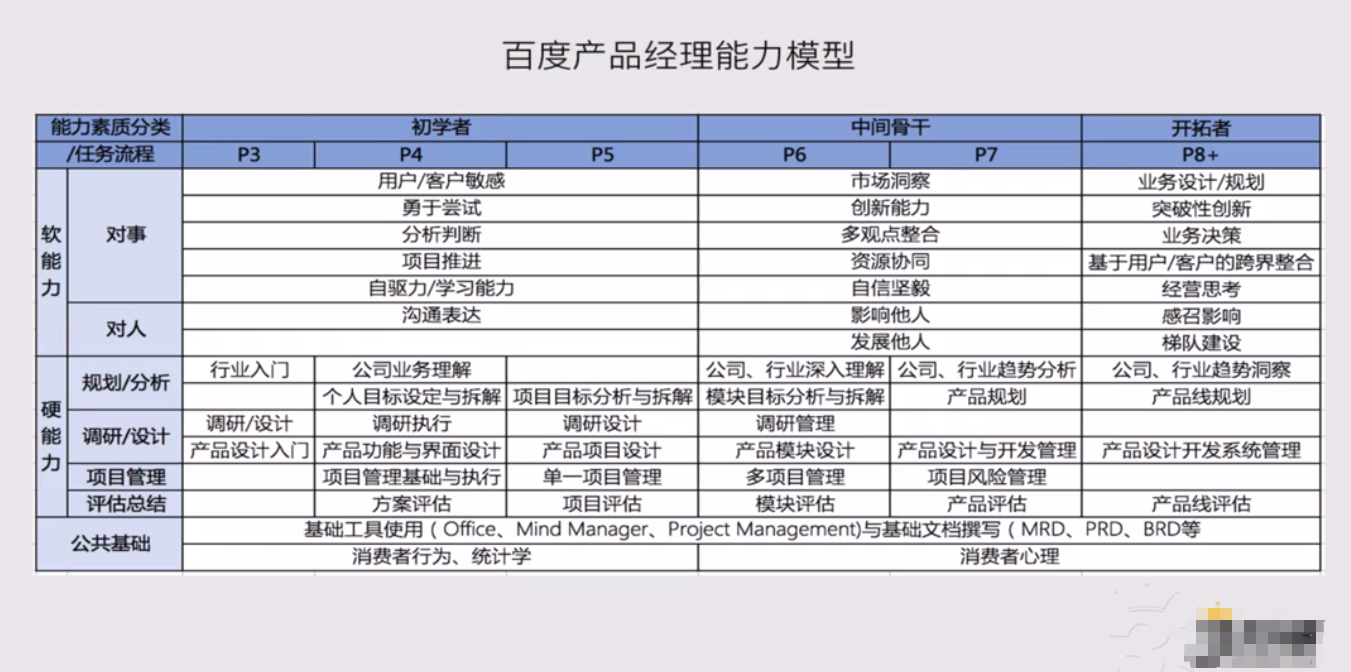 百度产品经理能力模型
能力素质分类 初学者 中间骨干 开拓者
/任务流程 P3 P4 P5 P6 P7 P8+
软能力 对事 用户/客户敏感 市场洞察 业务设计/规划
勇于尝试 创新能力 突破性创新
分析判断 多观点整合 业务决策
项目推进 资源协同 基于用户/客户的跨界整合
自驱力/学习能力 自信坚毅 经营思考
对人 沟通表达 影响他人 感召影响
发展他人 梯队建设
硬能力 规划/分析 行业入门 公司业务理解 公司、行业深入理解 公司、行业趋势分析 公司、行业趋势洞察
个人目标设定与拆解 项目目标分析与拆解 模块目标分析与拆解 产品规划 产品线规划
调研/设计 调研/设计 调研执行 调研设计 调研管理
产品设计入门 产品功能与界面设计 产品项目设计 产品模块设计 产品设计与开发管理 产品设计开发系统管理
项目管理 项目管理基础与执行 单一项目管理 多项目管理 项目风险管理
评估总结 方案评估 项目评估 模块评估 产品评估 产品线评估
公共基础 基础工具使用（Office、Mind Manager、Project Management)与基础文档撰写（MRD、PRD、BRD等
消费者行为、统计学 消费者心理